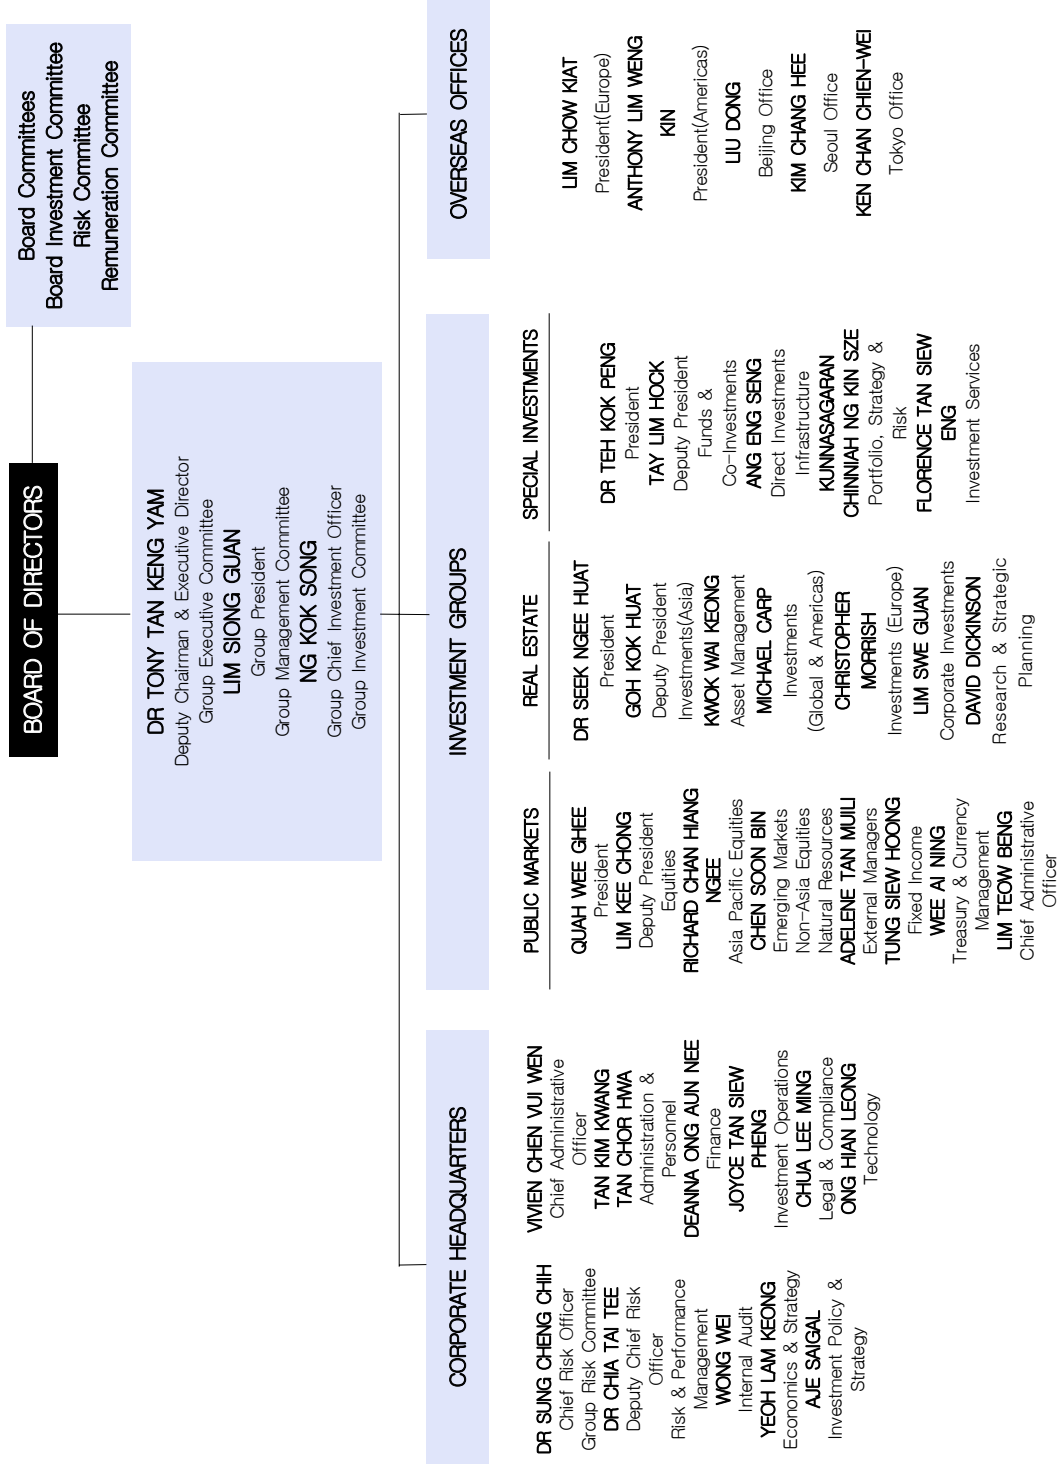 BOARD OF DIRECTORS
Board Committees
Board Investment Committee
Risk Committee
Remuneration Committee
DR TONY TAN KENG YAM
Deputy Chairman & Executive Director
Group Executive Committee
LIM SIONG GUAN
Group President
Group Management Committee
NG KOK SONG
Group Chief Investment Officer
Group Investment Committee
CORPORATE HEADQUARTERS
DR SUNG CHENG CHIH
Chief Risk Officer
Group Risk Committee
DR CHIA TAI TEE
Deputy Chief Risk
Officer
Risk & Performance
Management
WONG WEI
Internal Audit
YEOH LAM KEONG
Economics & Strategy
AJE SAIGAL
Investment Policy &
Strategy
VIVIEN CHEN VUI WEN
Chief Administrative
Officer
TAN KIM KWANG
TAN CHOR HWA
Administration &
Personnel
DEANNA ONG AUN NEE
Finance
JOYCE TAN SIEW
PHENG
Investment Operations
CHUA LEE MING
Legal & Compliance
ONG HIAN LEONG
Technology
INVESTMENT GROUPS
PUBLIC MARKETS
QUAH WEE GHEE
President
LIM KEE CHONG
Deputy President
Equities
RICHARD CHAN HIANG
NGEE
Asia Pacific Equities
CHEN SOON BIN
Emerging Markets
Non-Asia Equities
Natural Resources
ADELENE TAN MUILI
External Managers
TUNG SIEW HOONG
Fixed Income
WEE AI NING
Treasury & Currency
Management
LIM TEOW BENG
Chief Administrative
Officer
REAL ESTATE
DR SEEK NGEE HUAT
President
GOH KOK HUAT
Deputy President
Investments(Asia)
KWOK WAI KEONG
Asset Management
MICHAEL CARP
Investments
(Global & Americas)
CHRISTOPHER
MORRISH
Investments (Europe)
LIM SWE GUAN
Corporate Investments
DAVID DICKINSON
Research & Strategic
Planning
SPECIAL INVESTMENTS
DR TEH KOK PENG
President
TAY LIM HOCK
Deputy President
Funds &
Co-Investments
ANG ENG SENG
Direct Investments
Infrastructure
KUNNASAGARAN
CHINNIAH NG KIN SZE
Portfolio, Strategy &
Risk
FLORENCE TAN SIEW
ENG
Investment Services
OVERSEAS OFFICES
LIM CHOW KIAT
President(Europe)
ANTHONY LIM WENG
KIN
President(Americas)
LIU DONG
Beijing Office
KIM CHANG HEE
Seoul Office
KEN CHAN CHIEN-WEI
Tokyo Office